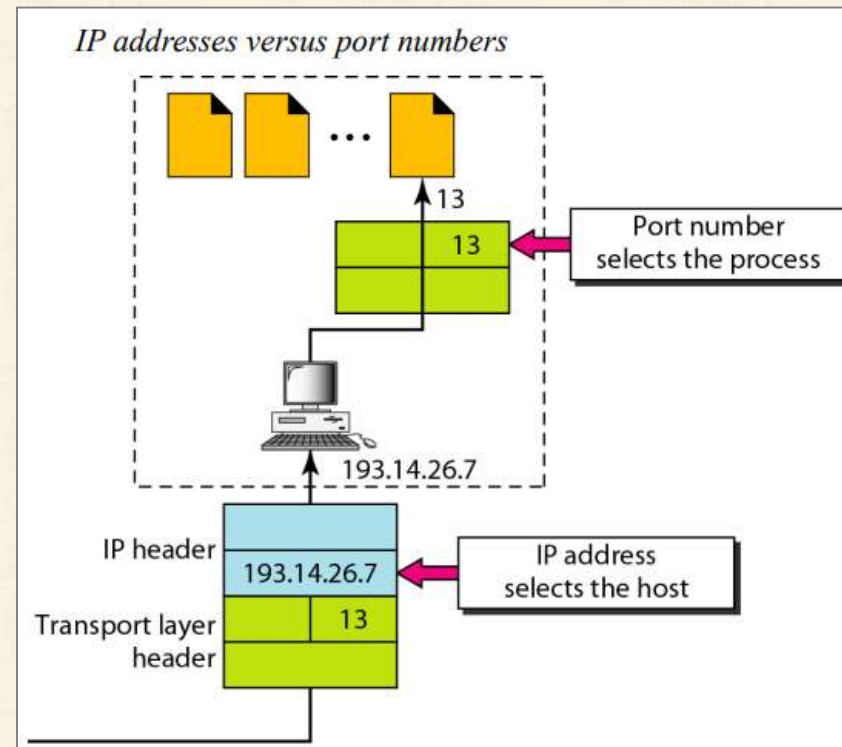 IP addresses versus port numbers
...
13
13
Port number
selects the process
193.14.26.7
IP header
193.14.26.7
IP address
selects the host
Transport layer
header
13